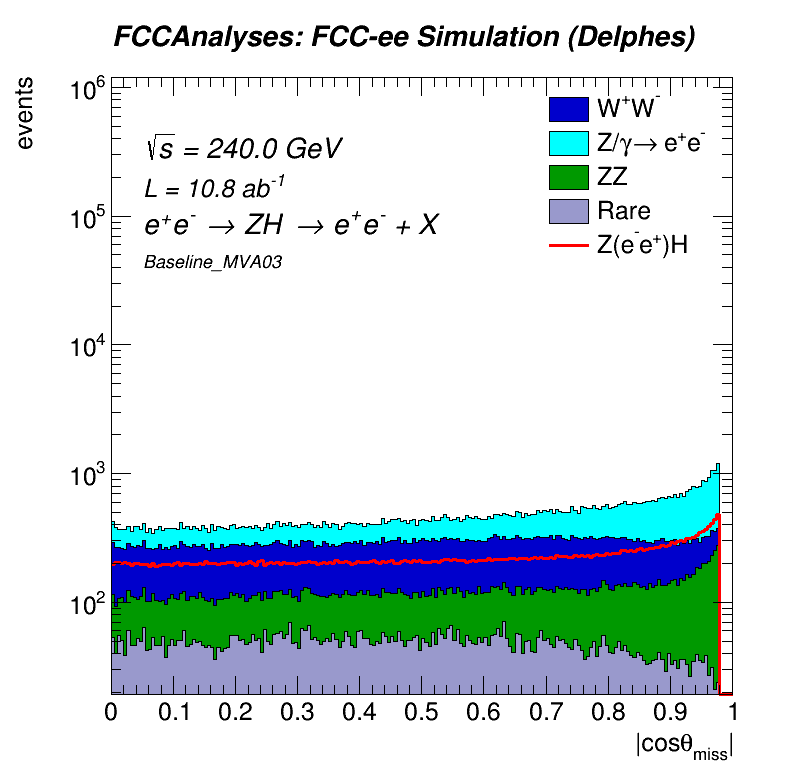 FCCAnalyses: FCC-ee Simulation (Delphes)
events
10⁶
10⁵
10⁴
10³
10²
√s = 240.0 GeV
L = 10.8 ab⁻¹
e⁺e⁻ → ZH → e⁺e⁻ + X
Baseline_MVA03
W⁺W⁻
Z/γ→ e⁺e⁻
ZZ
Rare
Z(e⁻e⁺)H
0 0.1 0.2 0.3 0.4 0.5 0.6 0.7 0.8 0.9 1
|cosθ_miss|